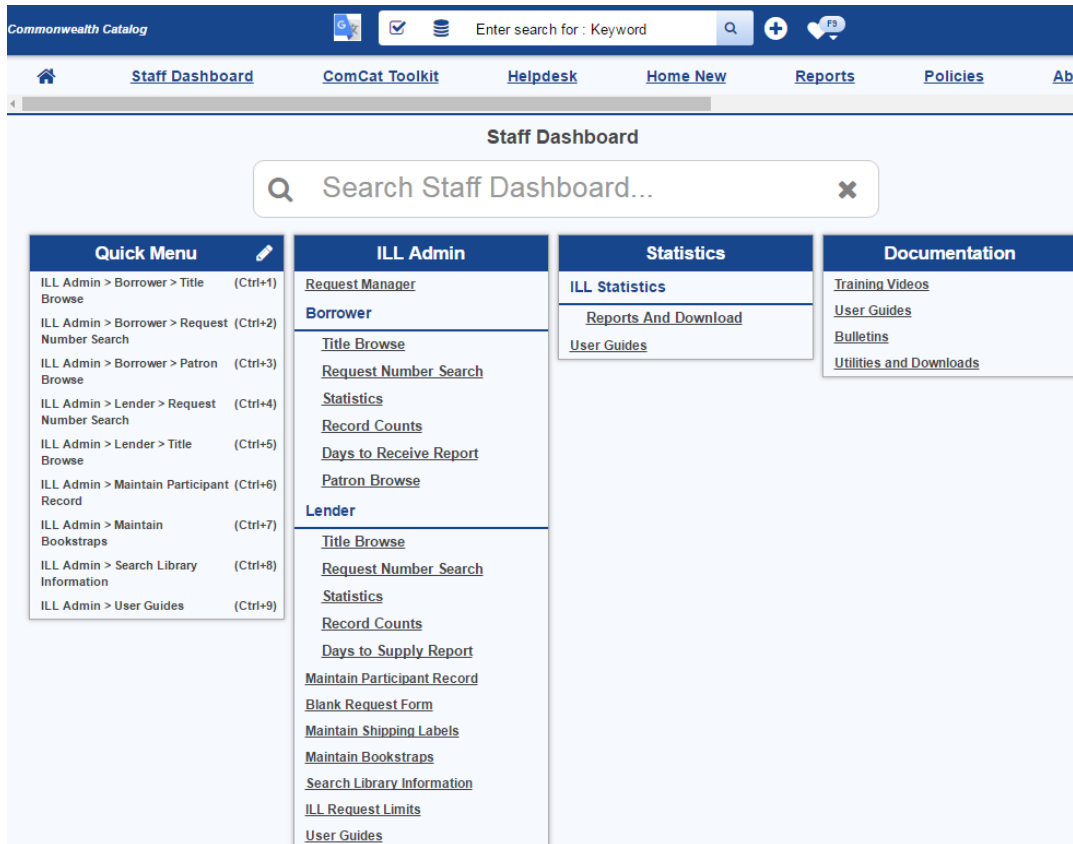 Commonwealth Catalog
Enter search for : Keyword
F9
Staff Dashboard
ComCat Toolkit
Helpdesk
Home New
Reports
Policies
Ab
Staff Dashboard
Search Staff Dashboard...
Quick Menu
ILL Admin > Borrower > Title (Ctrl+1)
Browse
ILL Admin > Borrower > Request (Ctrl+2)
Number Search
ILL Admin > Borrower > Patron (Ctrl+3)
Browse
ILL Admin > Lender > Request (Ctrl+4)
Number Search
ILL Admin > Lender > Title (Ctrl+5)
Browse
ILL Admin > Maintain Participant (Ctrl+6)
Record
ILL Admin > Maintain (Ctrl+7)
Bookstraps
ILL Admin > Search Library (Ctrl+8)
Information
ILL Admin > User Guides (Ctrl+9)
ILL Admin
Request Manager
Borrower
Title Browse
Request Number Search
Statistics
Record Counts
Days to Receive Report
Patron Browse
Lender
Title Browse
Request Number Search
Statistics
Record Counts
Days to Supply Report
Maintain Participant Record
Blank Request Form
Maintain Shipping Labels
Maintain Bookstraps
Search Library Information
ILL Request Limits
User Guides
Statistics
ILL Statistics
Reports And Download
User Guides
Documentation
Training Videos
User Guides
Bulletins
Utilities and Downloads